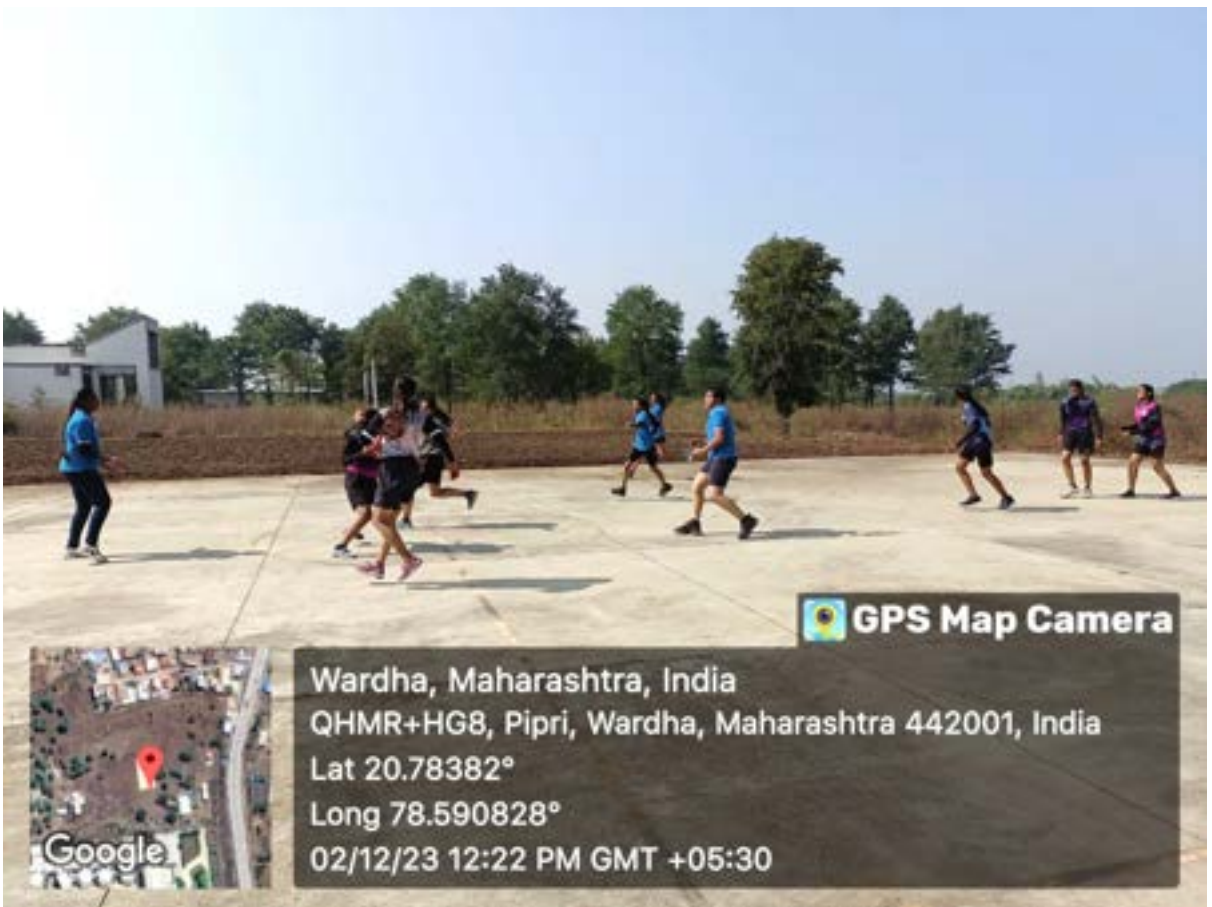 GPS Map Camera
Wardha, Maharashtra, India
QHMR+HG8, Pipri, Wardha, Maharashtra 442001, India
Lat 20.78382°
Long 78.590828°
02/12/23 12:22 PM GMT +05:30
Google